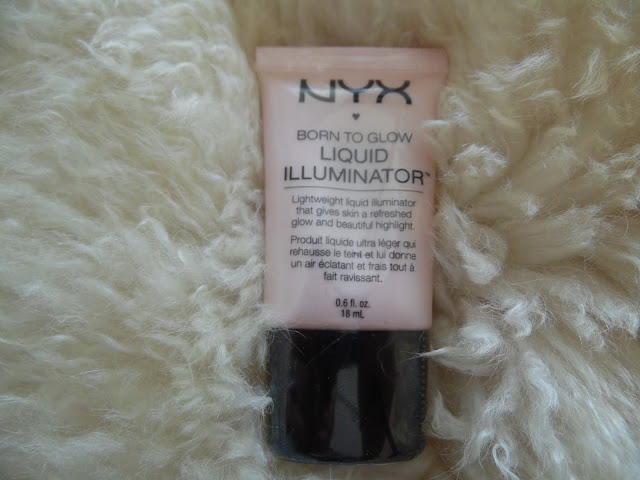 NYX
BORN TO GLOW
LIQUID
ILLUMINATOR™
Lightweight liquid illuminator
that gives skin a refreshed
glow and beautiful highlight.
Produit liquide ultra léger qui
rehausse le teint et lui donne
un air éclatant et frais tout à
fait ravissant.
0.6 fl. oz.
18 mL